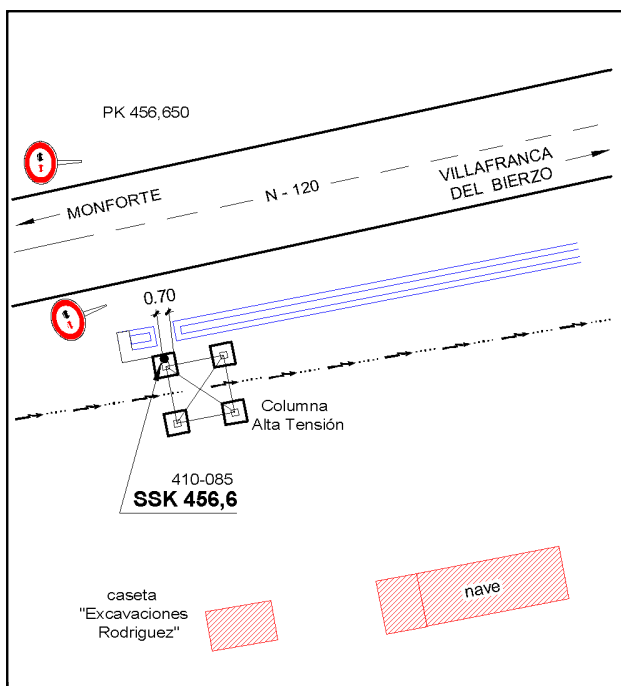 PK 456,650
MONFORTE
N - 120
VILLAFRANCA
DEL BIERZO
0.70
Columna
Alta Tensión
410-085
SSK 456,6
caseta
"Excavaciones
Rodriguez"
nave